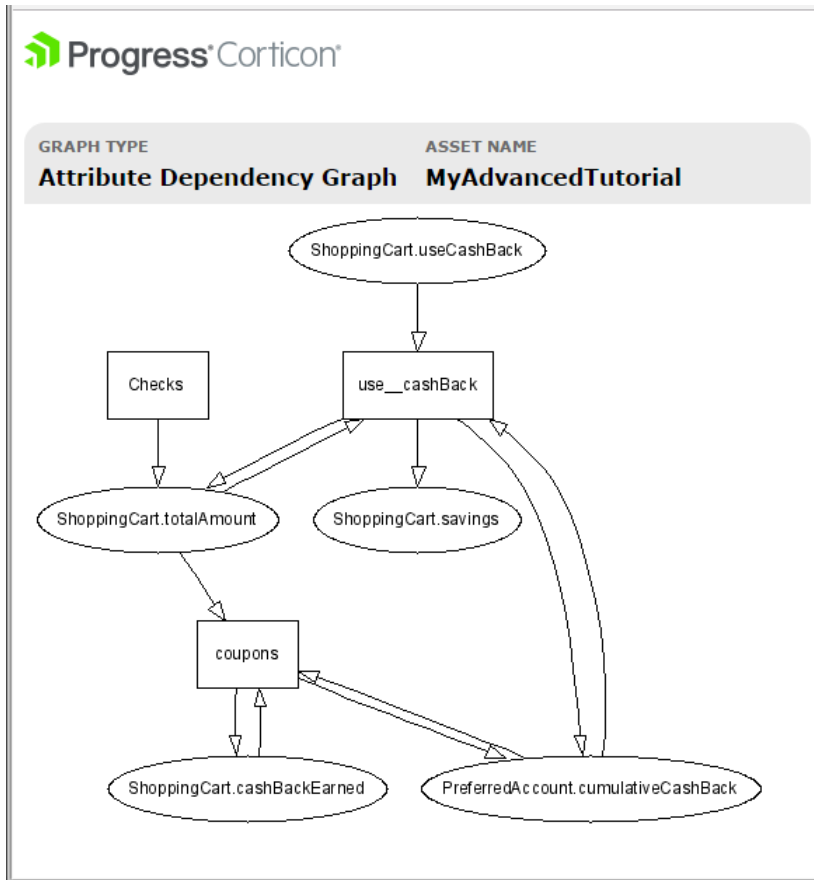 Progress® Corticon®
GRAPH TYPE
ASSET NAME
Attribute Dependency Graph
MyAdvancedTutorial
ShoppingCart.useCashBack
Checks
use__cashBack
ShoppingCart.totalAmount
ShoppingCart.savings
coupons
ShoppingCart.cashBackEarned
PreferredAccount.cumulativeCashBack